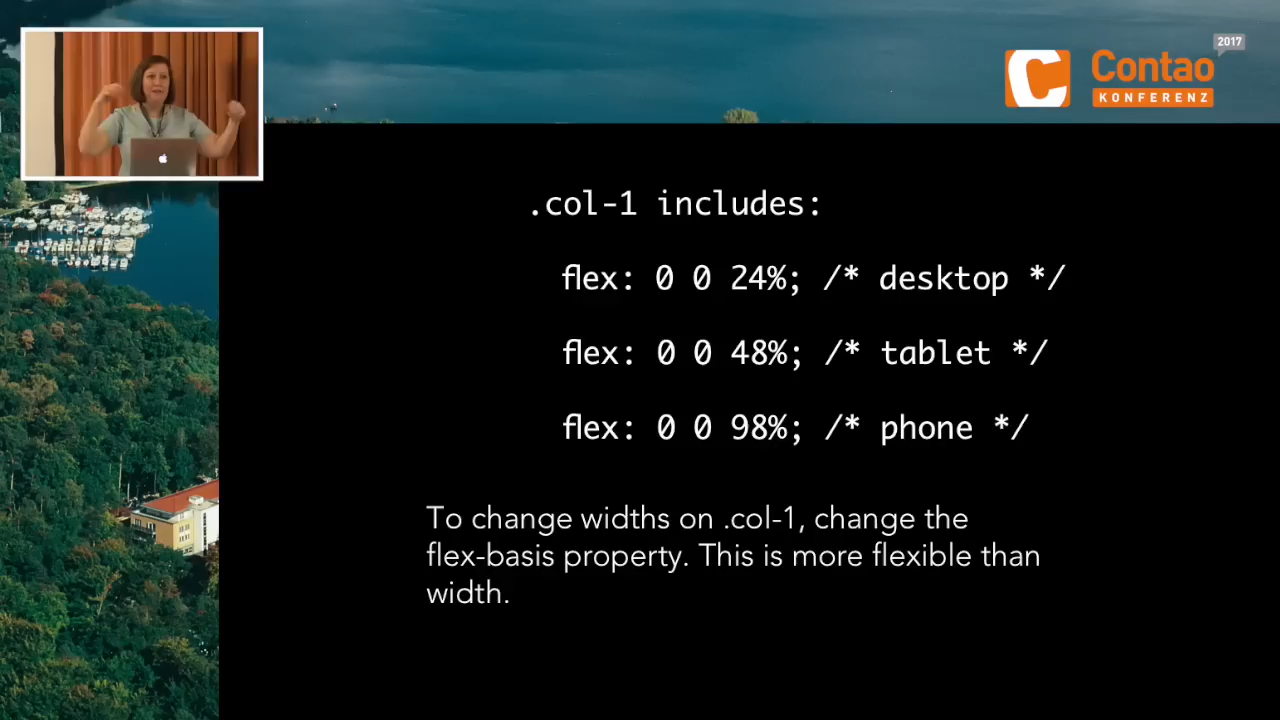 2017
Contao
KONFERENZ
.col-1 includes:
flex: 0 0 24%; /* desktop */
flex: 0 0 48%; /* tablet */
flex: 0 0 98%; /* phone */
To change widths on .col-1, change the
flex-basis property. This is more flexible than
width.